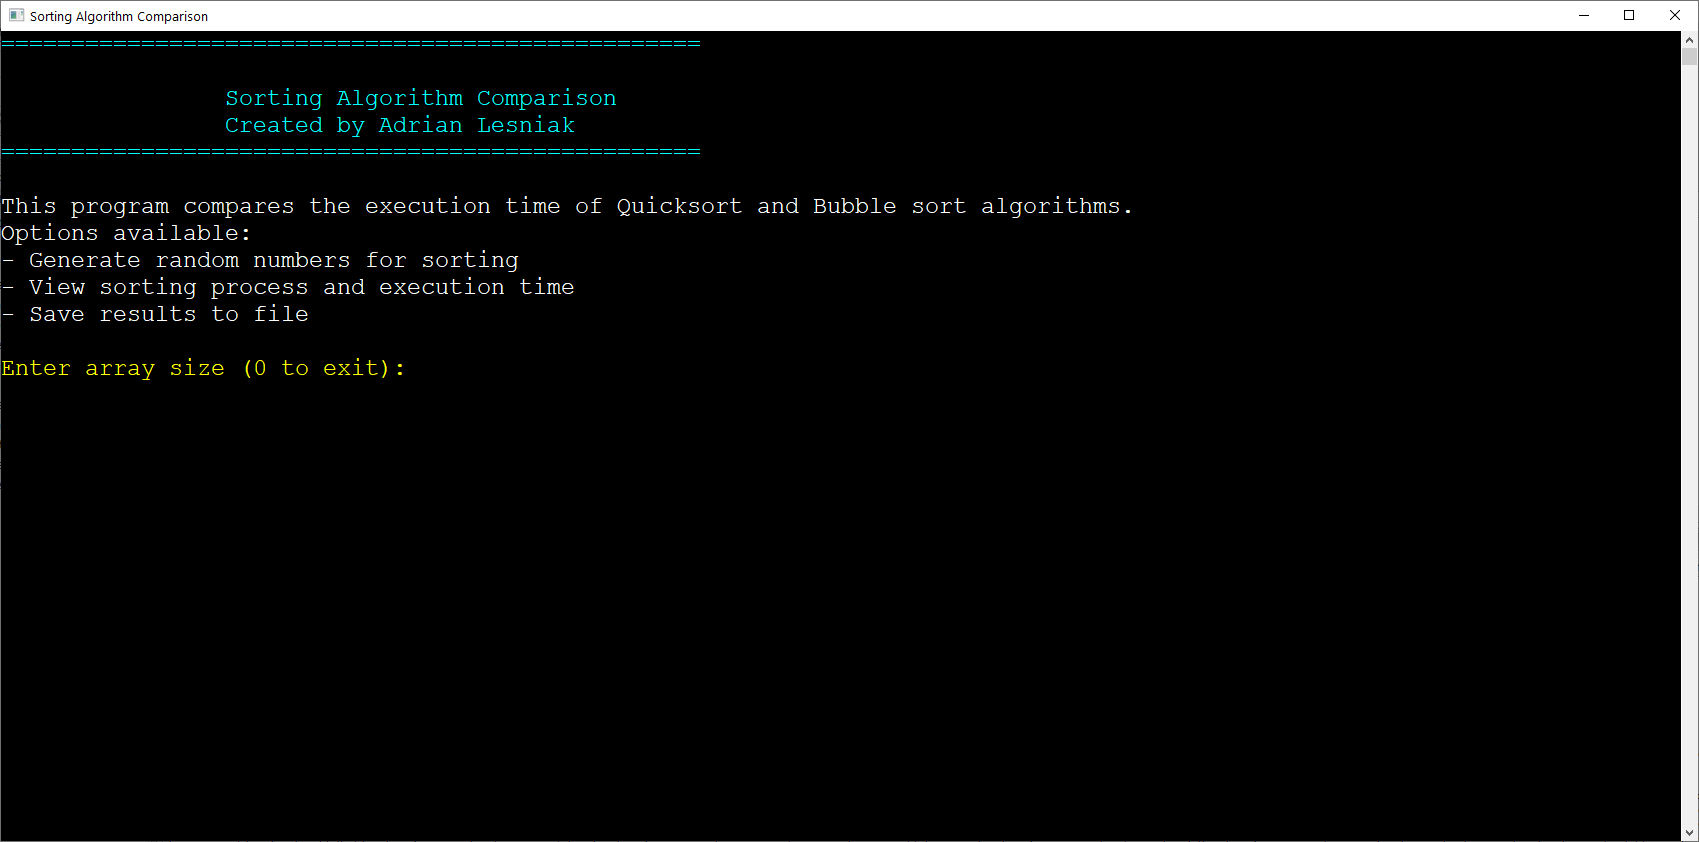 Sorting Algorithm Comparison
==================================================
Sorting Algorithm Comparison
Created by Adrian Lesniak
==================================================
This program compares the execution time of Quicksort and Bubble sort algorithms.
Options available:
- Generate random numbers for sorting
- View sorting process and execution time
- Save results to file
Enter array size (0 to exit):